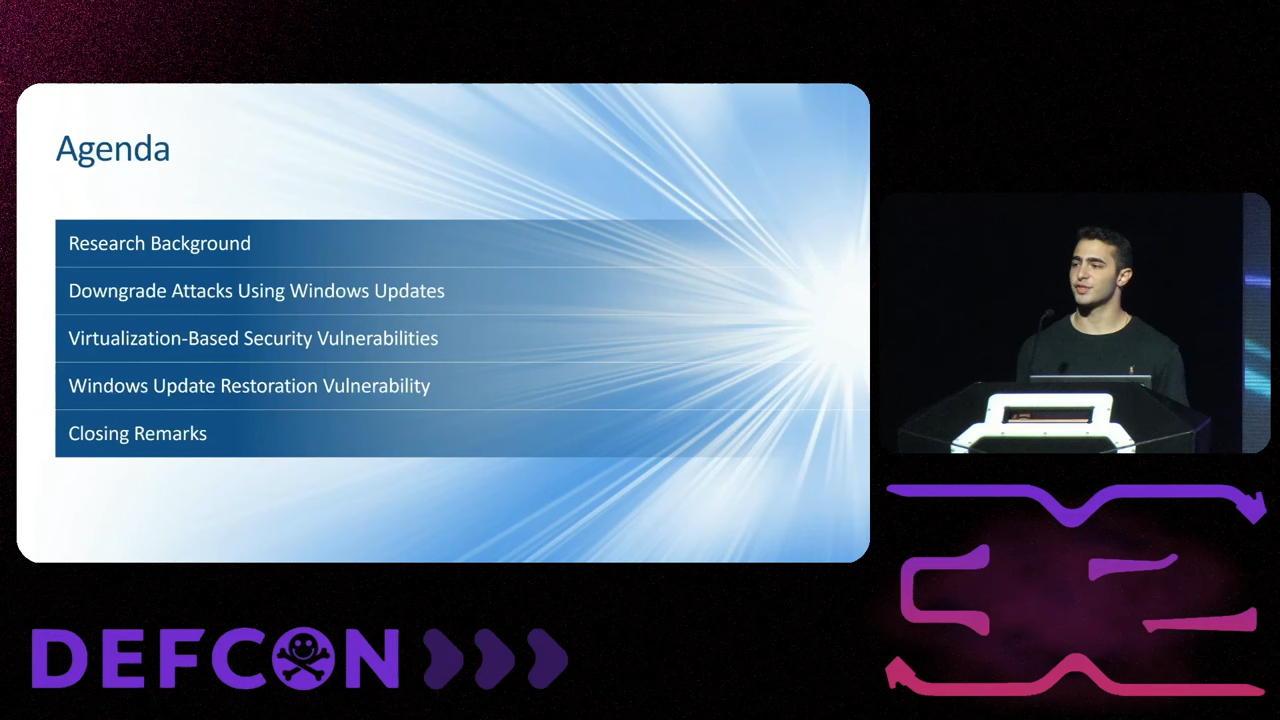 Agenda
Research Background
Downgrade Attacks Using Windows Updates
Virtualization-Based Security Vulnerabilities
Windows Update Restoration Vulnerability
Closing Remarks
DEFCON